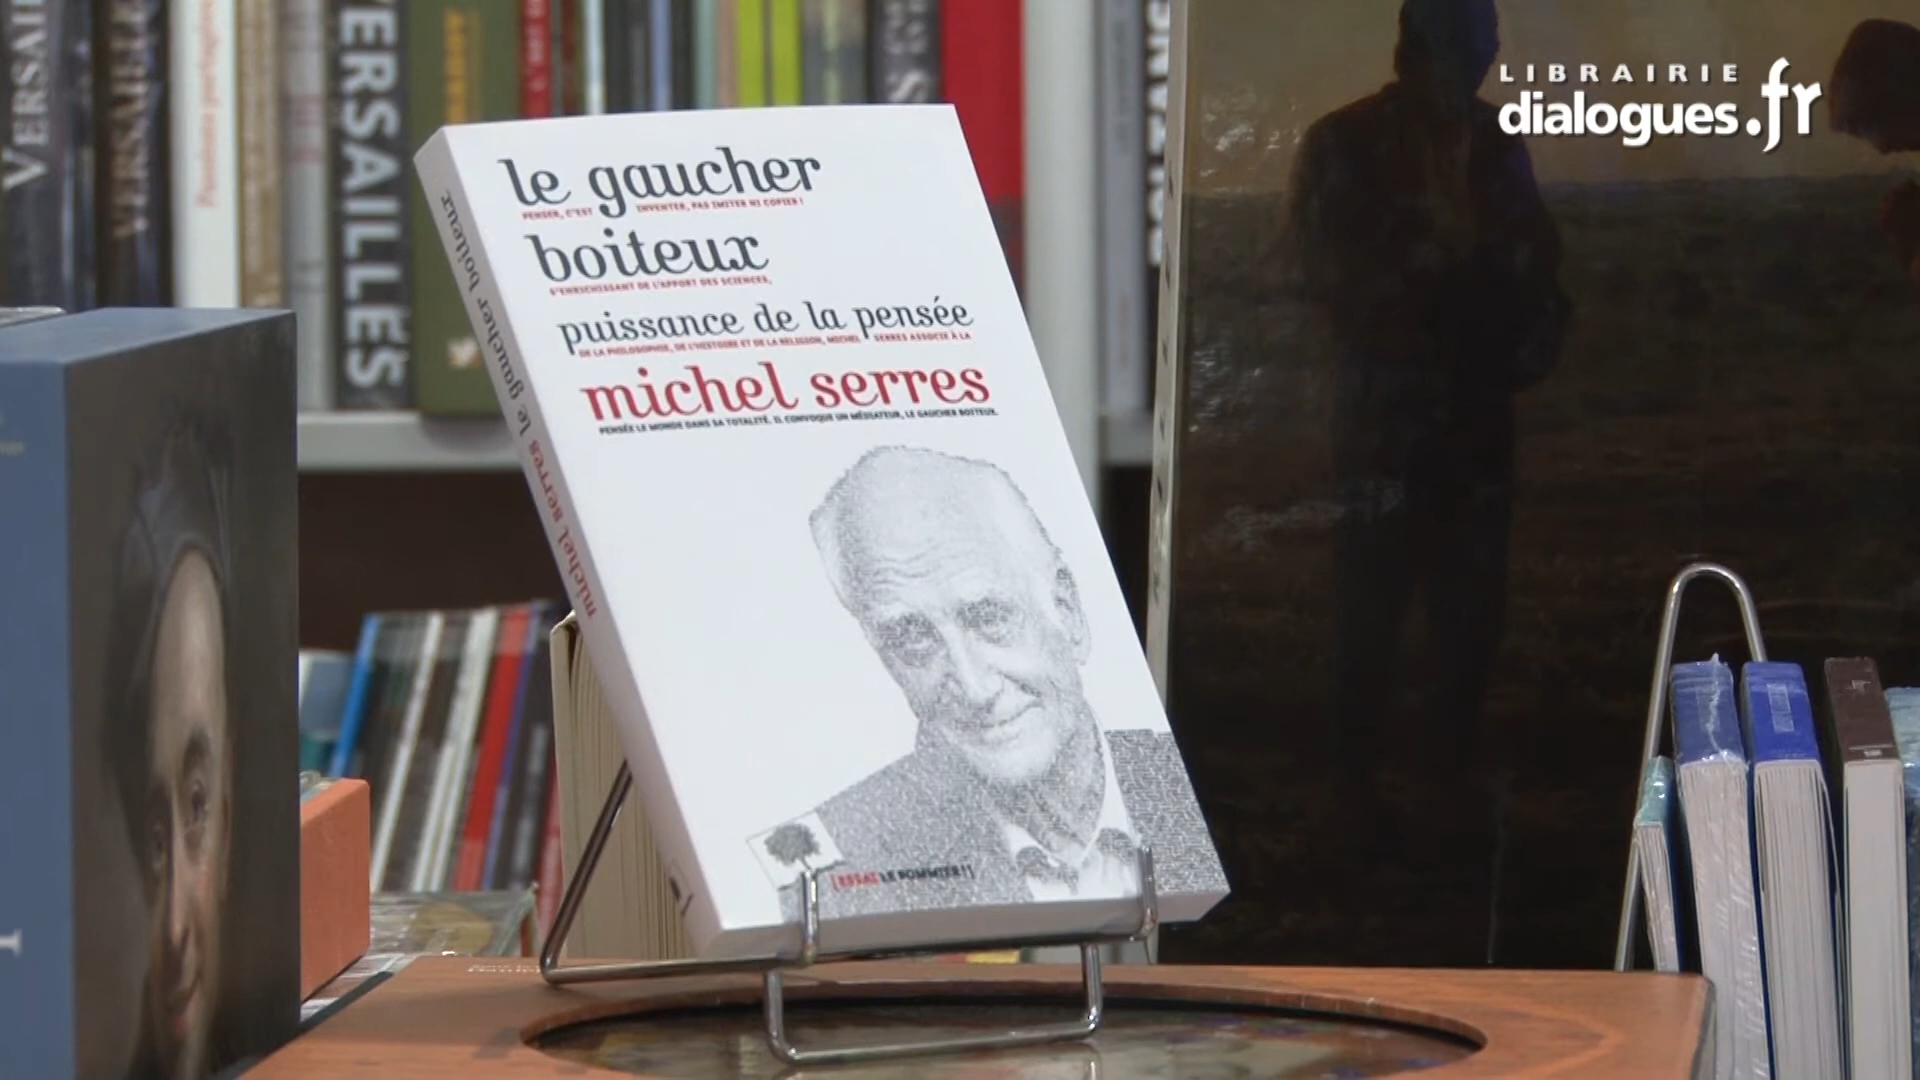 LIBRAIRIE
dialogues.fr
le gaucher
PENSER, C'EST INVENTER, PAS IMITER NI COPIER !
boiteux
S'ENRICHISSANT DE L'APPORT DES SCIENCES,
puissance de la pensée
DE LA PHILOSOPHIE, DE L'HISTOIRE ET DE LA RELIGION, MICHEL SERRES ASSOCIE À LA
michel serres
PENSÉE LE MONDE DANS SA TOTALITÉ. IL CONVOQUE UN MÉDIATEUR, LE GAUCHER BOITEUX.
[ESSAI LE POMMIER !]
michel serres le gaucher boiteux
VERSAILLES
VERSAILLES